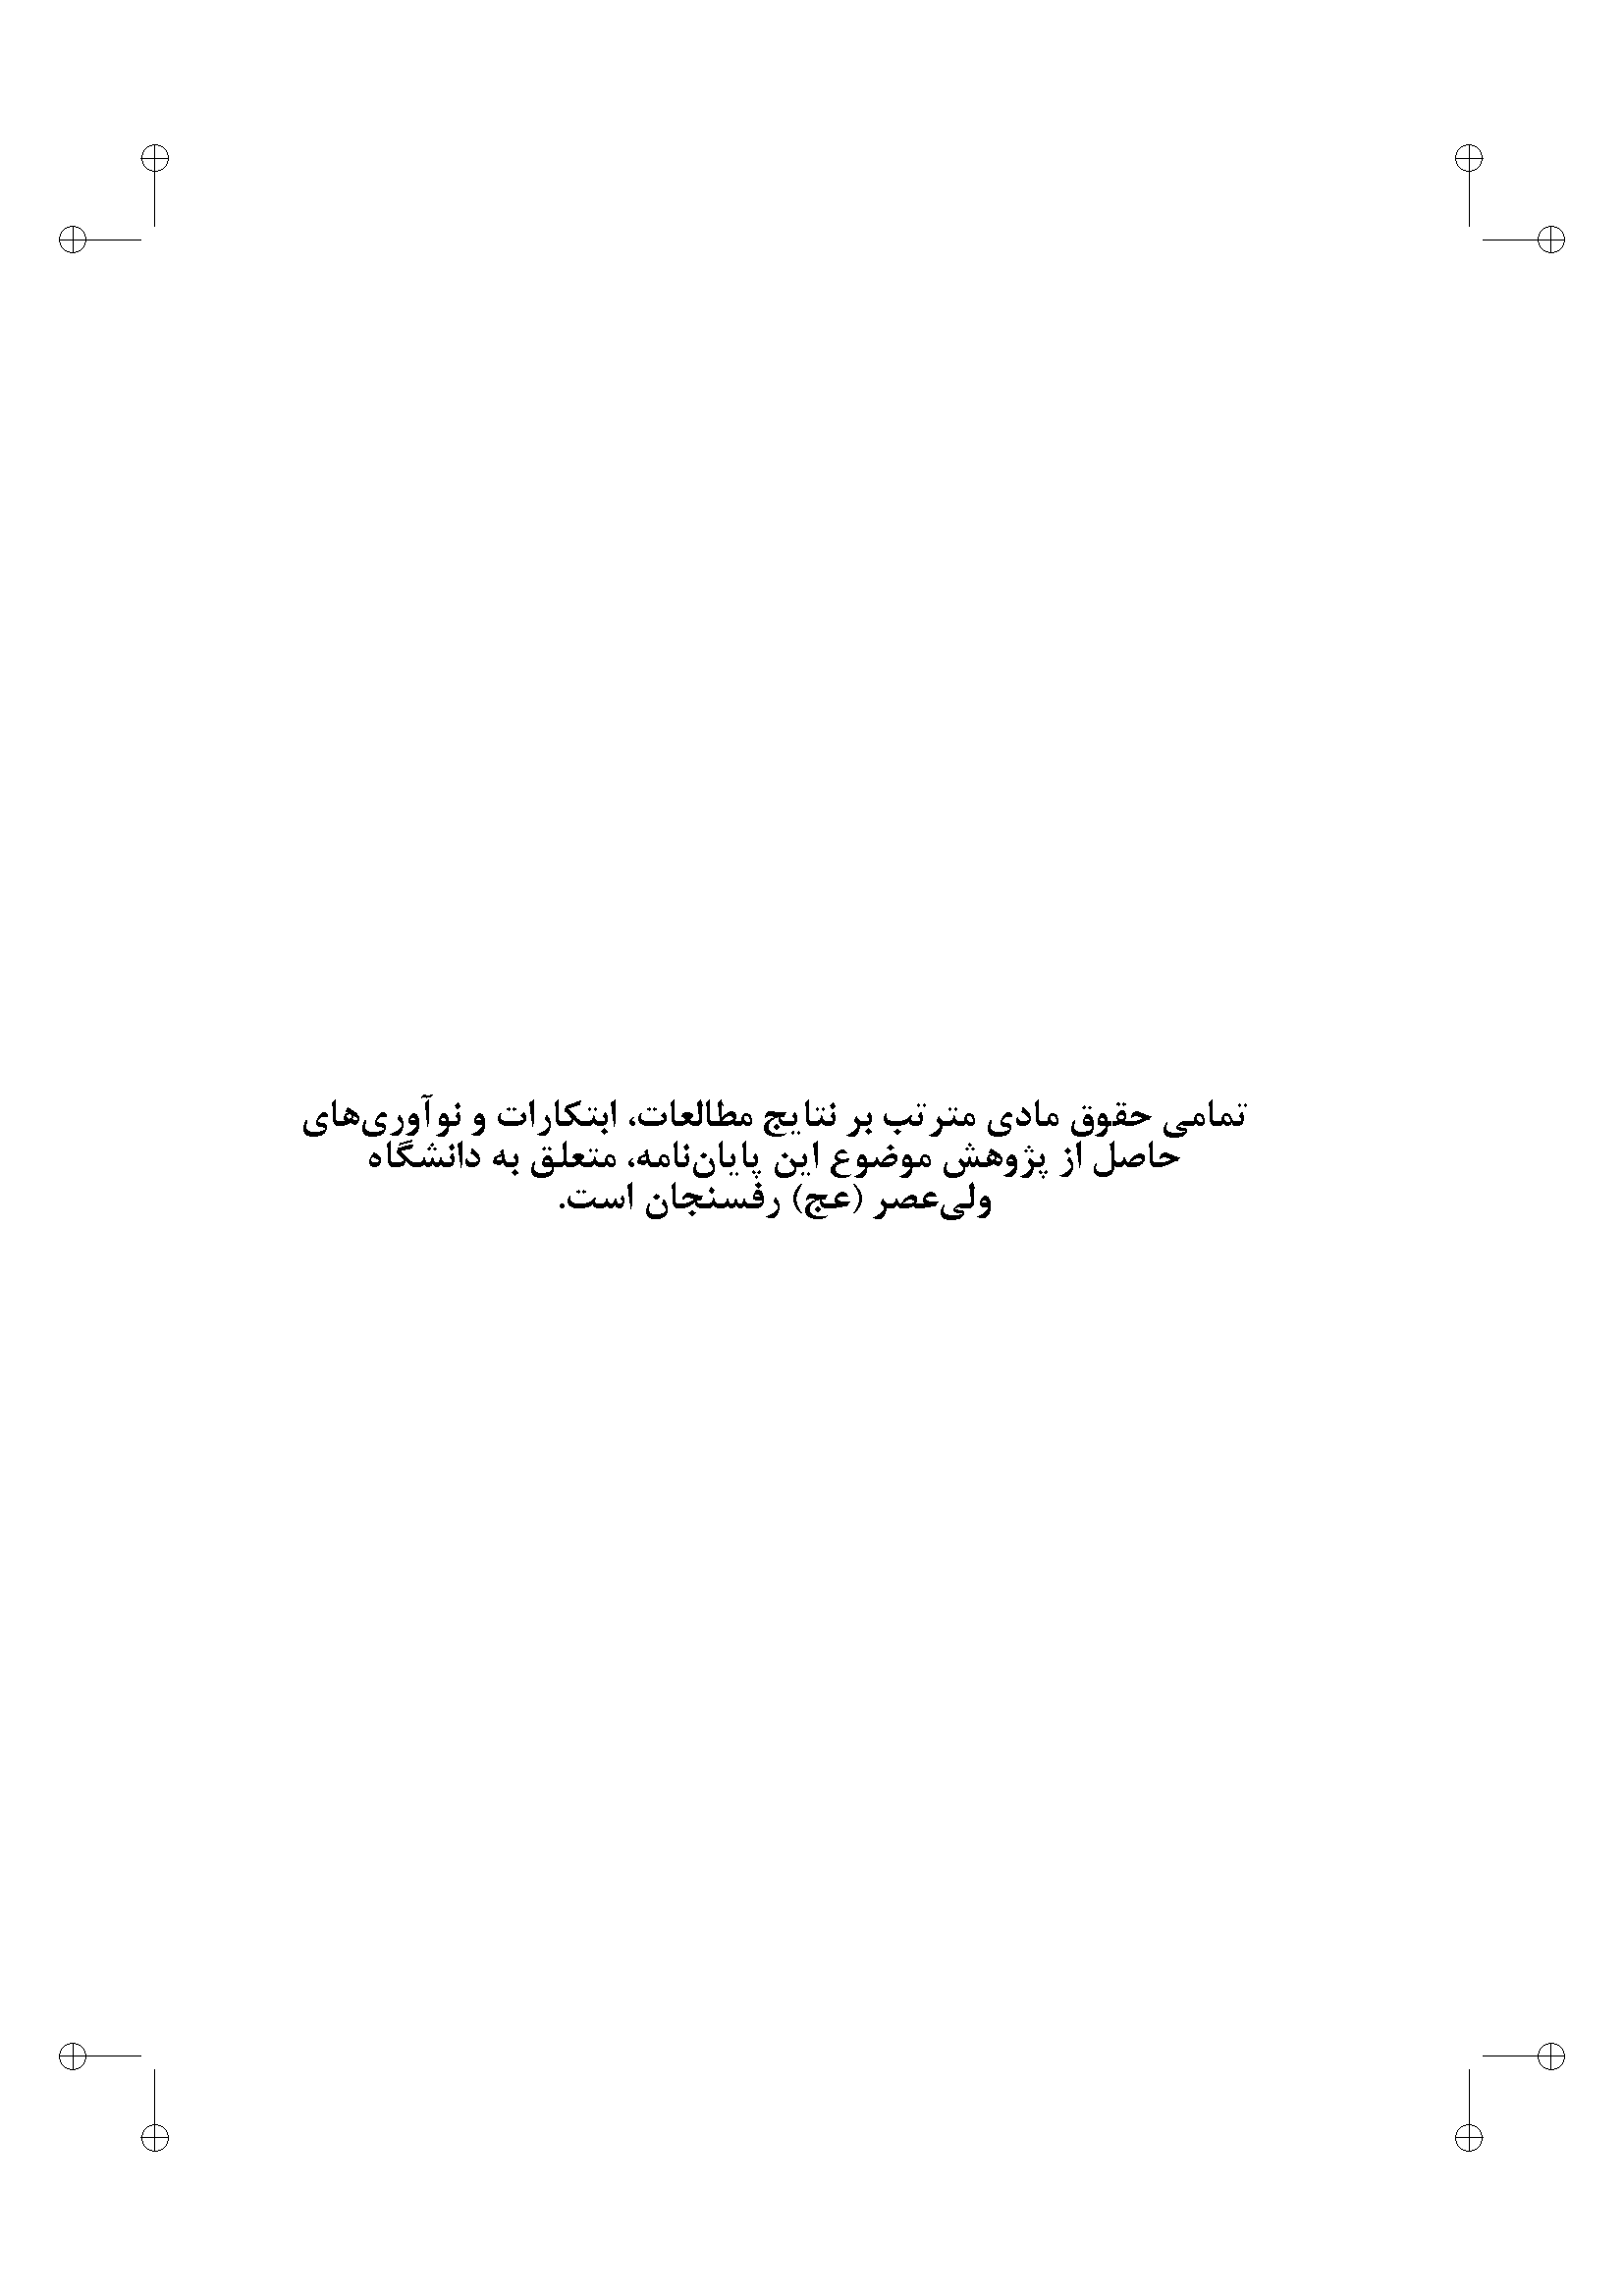 تمامی حقوق مادی مترتب بر نتایج مطالعات، ابتکارات و نوآوری‌های
حاصل از پژوهش موضوع این پایان‌نامه، متعلق به دانشگاه
ولی‌عصر (عج) رفسنجان است.